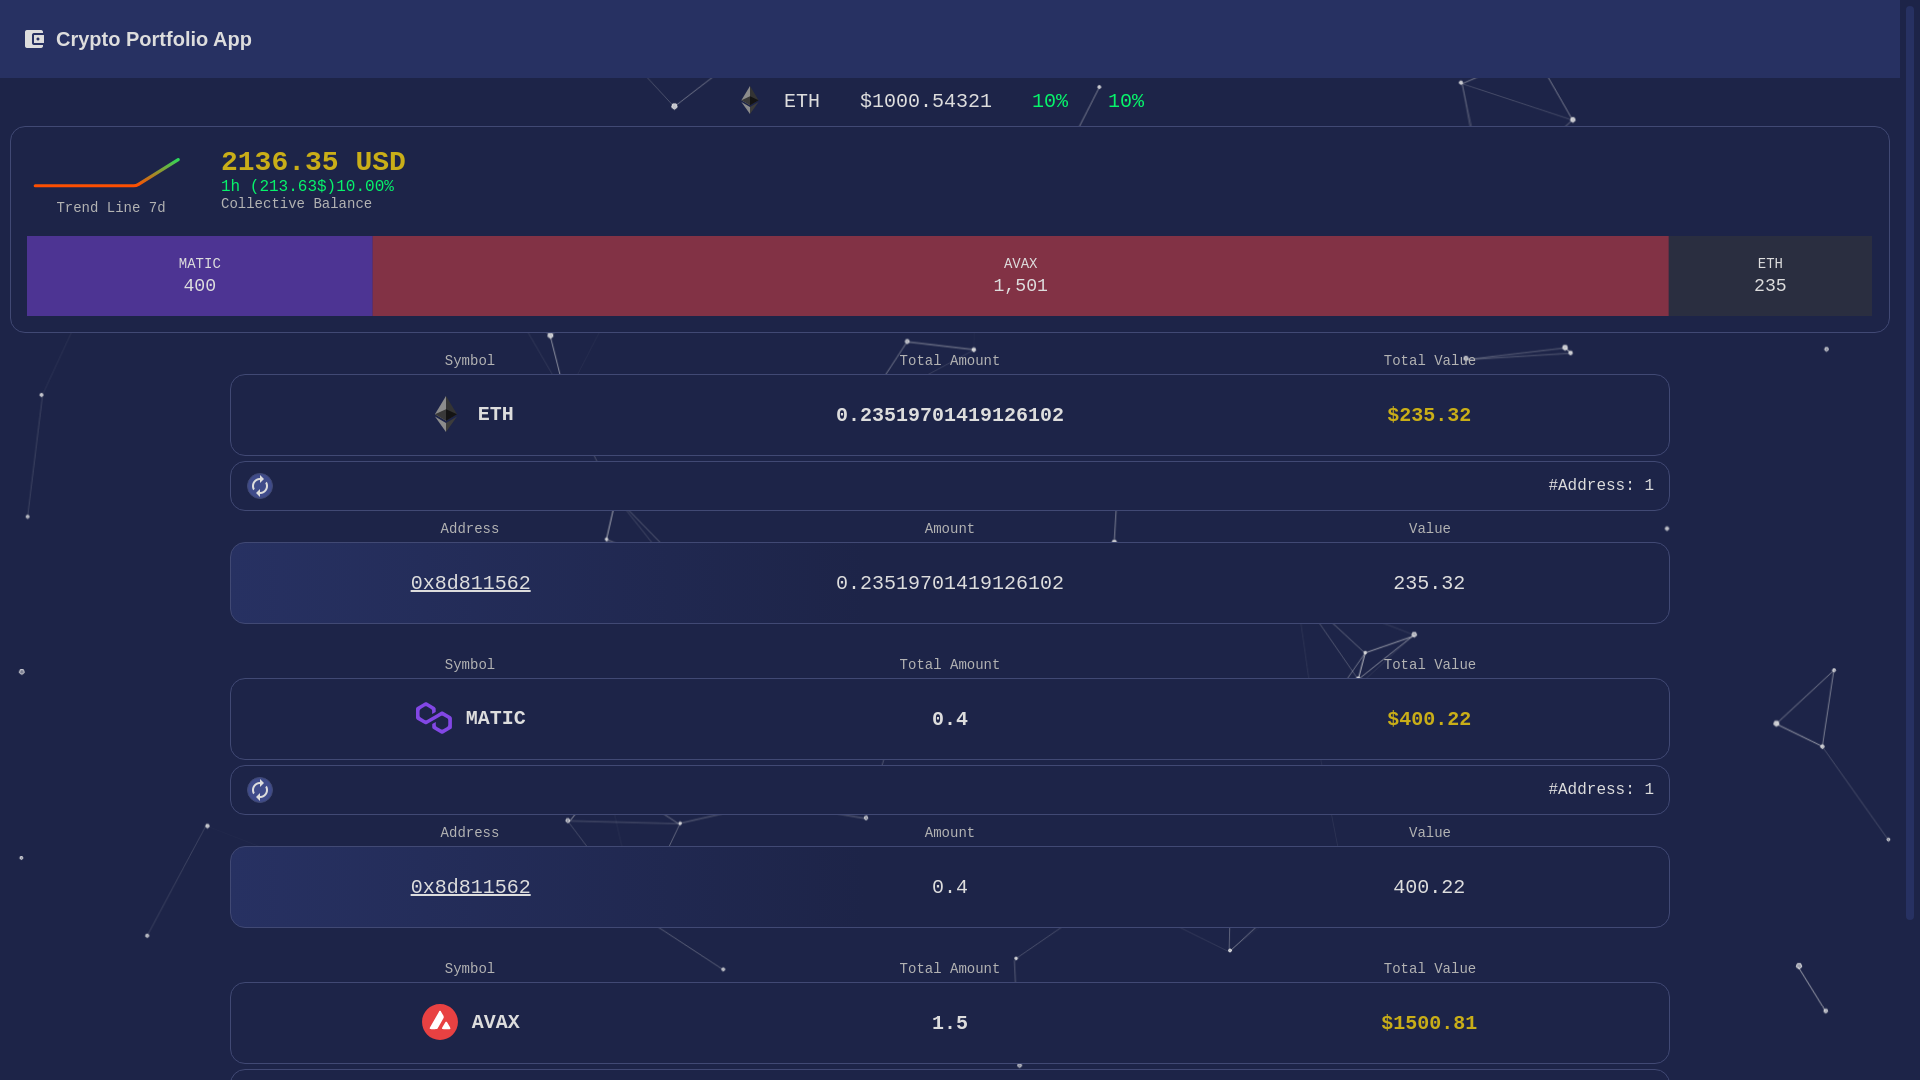 Crypto Portfolio App
ETH $1000.54321 10% 10%
2136.35 USD
1h (213.63$)10.00%
Collective Balance
Trend Line 7d
MATIC AVAX ETH
400 1,501 235
Symbol Total Amount Total Value
ETH 0.23519701419126102 $235.32
#Address: 1
Address Amount Value
0x8d811562 0.23519701419126102 235.32
Symbol Total Amount Total Value
MATIC 0.4 $400.22
#Address: 1
Address Amount Value
0x8d811562 0.4 400.22
Symbol Total Amount Total Value
AVAX 1.5 $1500.81